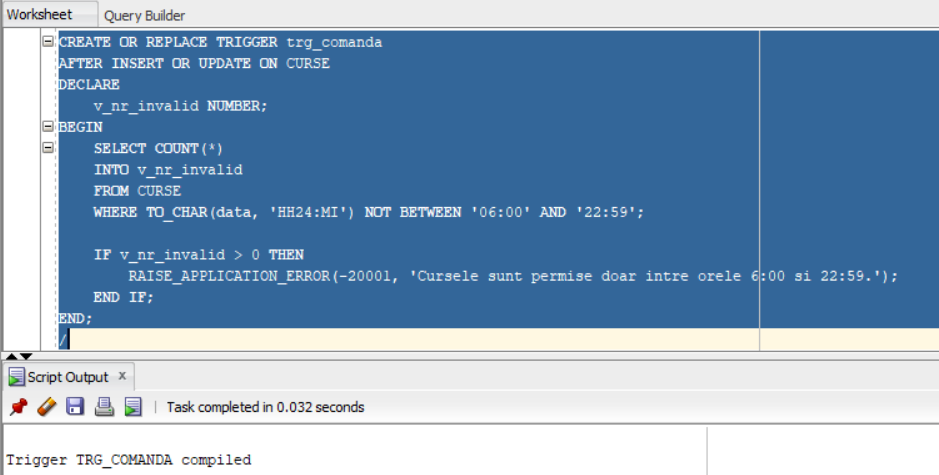 Worksheet Query Builder
CREATE OR REPLACE TRIGGER trg_comanda
AFTER INSERT OR UPDATE ON CURSE
DECLARE
v_nr_invalid NUMBER;
BEGIN
SELECT COUNT(*)
INTO v_nr_invalid
FROM CURSE
WHERE TO_CHAR(data, 'HH24:MI') NOT BETWEEN '06:00' AND '22:59';
IF v_nr_invalid > 0 THEN
RAISE_APPLICATION_ERROR(-20001, 'Cursele sunt permise doar intre orele 6:00 si 22:59.');
END IF;
END;
/
Script Output x
Task completed in 0.032 seconds
Trigger TRG_COMANDA compiled